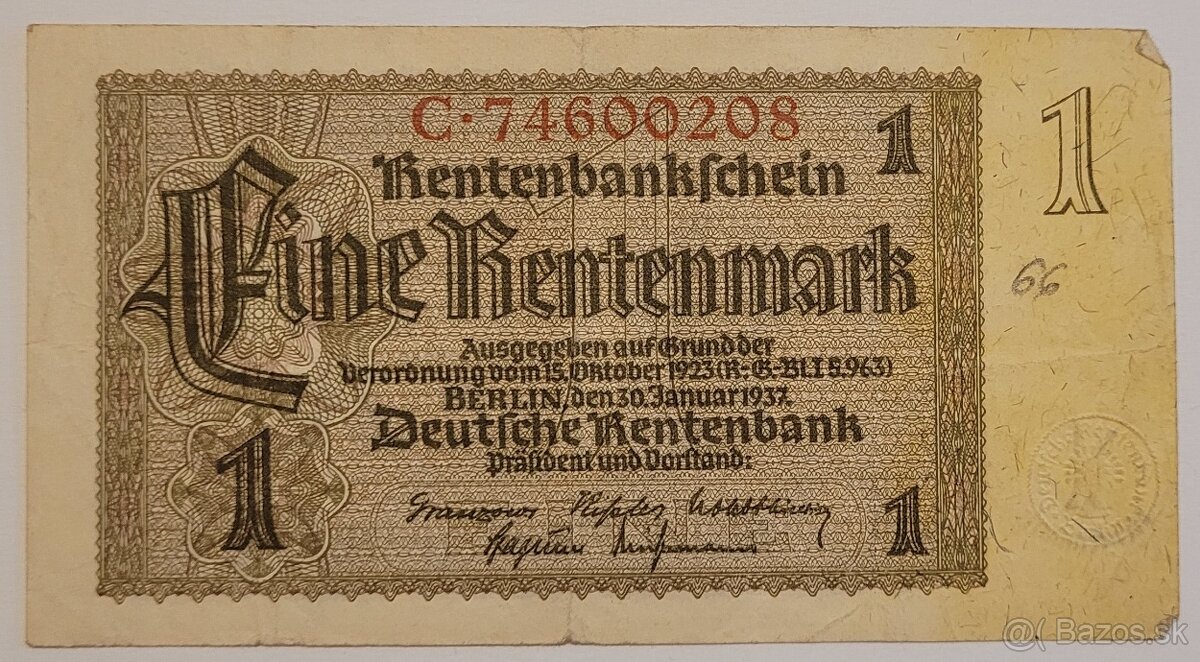 C·74600208
1
1
Rentenbankschein
Eine Rentenmark
66
Ausgegeben auf Grund der
Verordnung vom 15. Oktober 1923 (R-G-Bl. I S. 963)
BERLIN, den 30. Januar 1937.
Deutsche Rentenbank
Präsident und Vorstand:
1
1
@( Bazos.sk